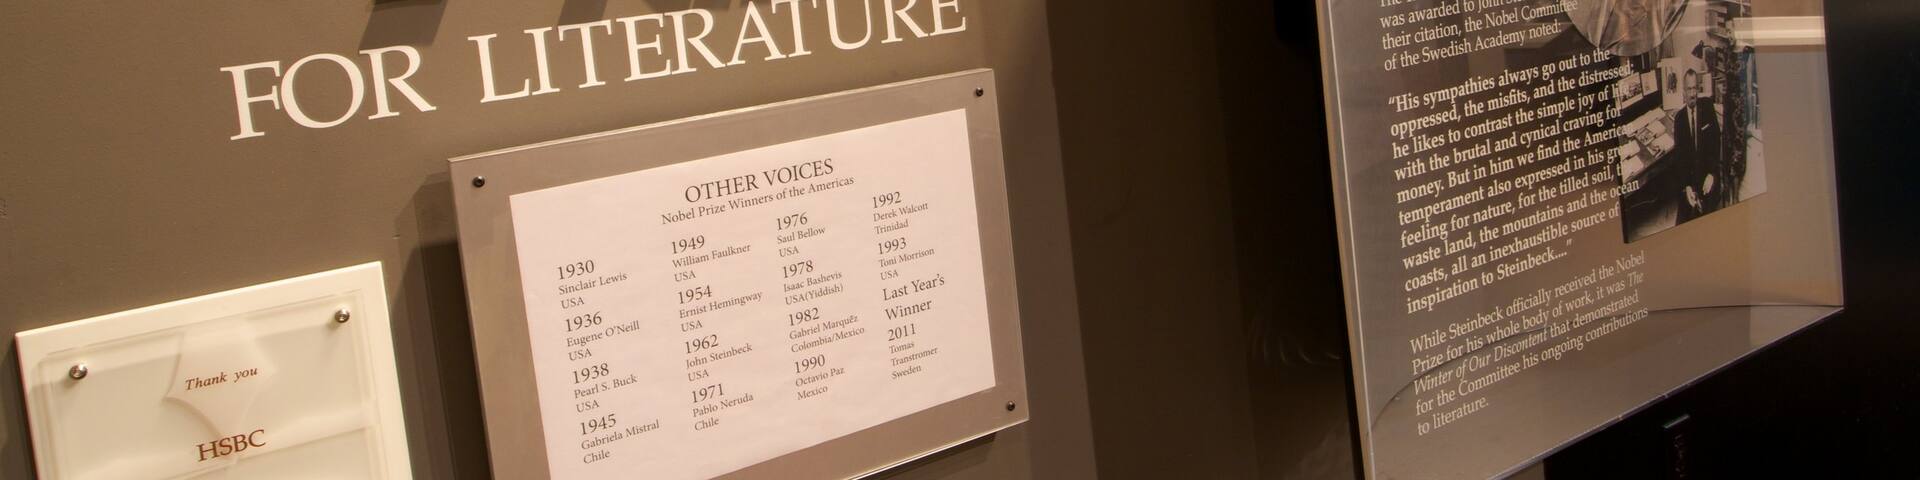 FOR LITERATURE
OTHER VOICES
Nobel Prize Winners of the Americas
1930
Sinclair Lewis
USA
1936
Eugene O'Neill
USA
1938
Pearl S. Buck
USA
1945
Gabriela Mistral
Chile
1949
William Faulkner
USA
1954
Ernist Hemingway
USA
1962
John Steinbeck
USA
1971
Pablo Neruda
Chile
1976
Saul Bellow
USA
1978
Isaac Bashevis
USA(Yiddish)
1982
Gabriel Marquéz
Colombia/Mexico
1990
Octavio Paz
Mexico
1992
Derek Walcott
Trinidad
1993
Toni Morrison
USA
Last Year's
Winner
2011
Tomas
Transtromer
Sweden
Thank you
HSBC
was awarded to John
their citation, the Nobel Committee
of the Swedish Academy noted:
"His sympathies always go out to the
oppressed, the misfits, and the distressed;
he likes to contrast the simple joy of
with the brutal and cynical craving for
money. But in him we find the
temperament also expressed in his
feeling for nature, for the tilled soil,
waste land, the mountains and the ocean
coasts, all an inexhaustible source of
inspiration to Steinbeck...."
While Steinbeck officially received the Nobel
Prize for his whole body of work, it was The
Winter of Our Discontent that demonstrated
for the Committee his ongoing contributions
to literature.